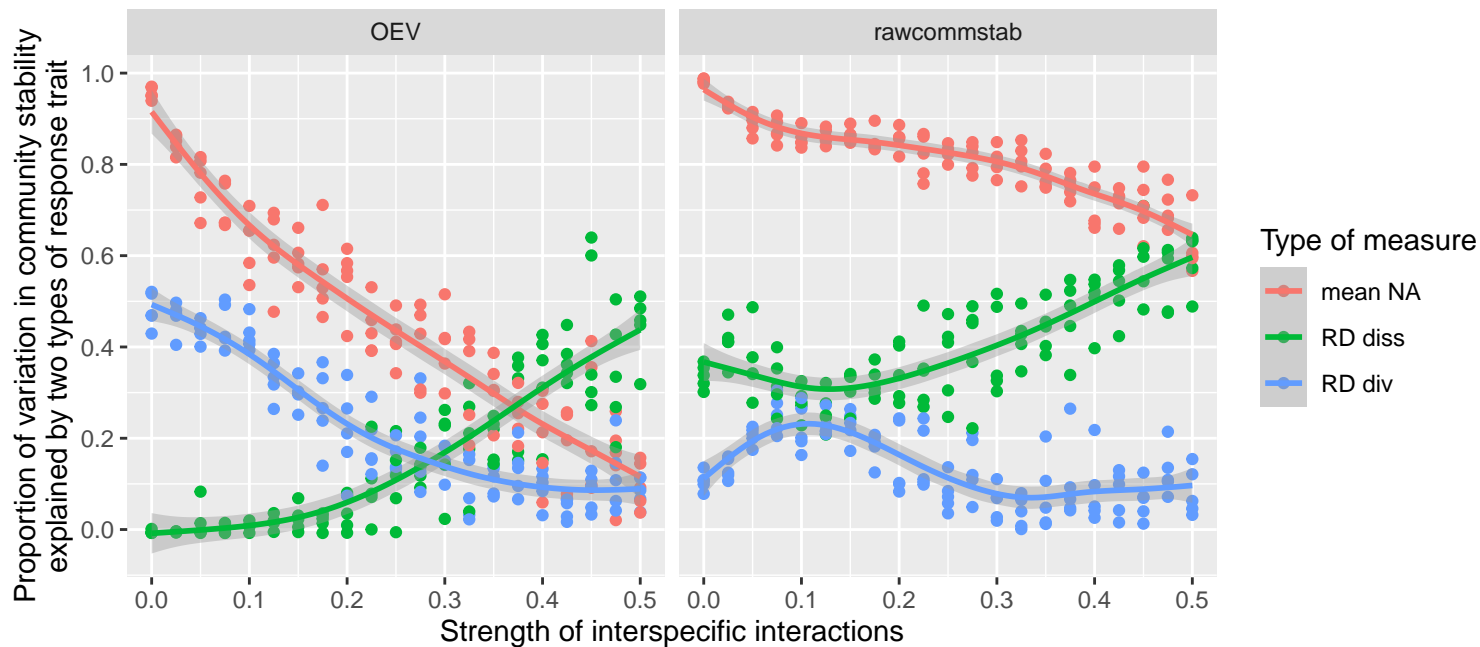 OEV
rawcommstab
Proportion of variation in community stability
explained by two types of response trait
1.0
0.8
0.6
0.4
0.2
0.0
0.0 0.1 0.2 0.3 0.4 0.5
0.0 0.1 0.2 0.3 0.4 0.5
Strength of interspecific interactions
Type of measure
mean NA
RD diss
RD div